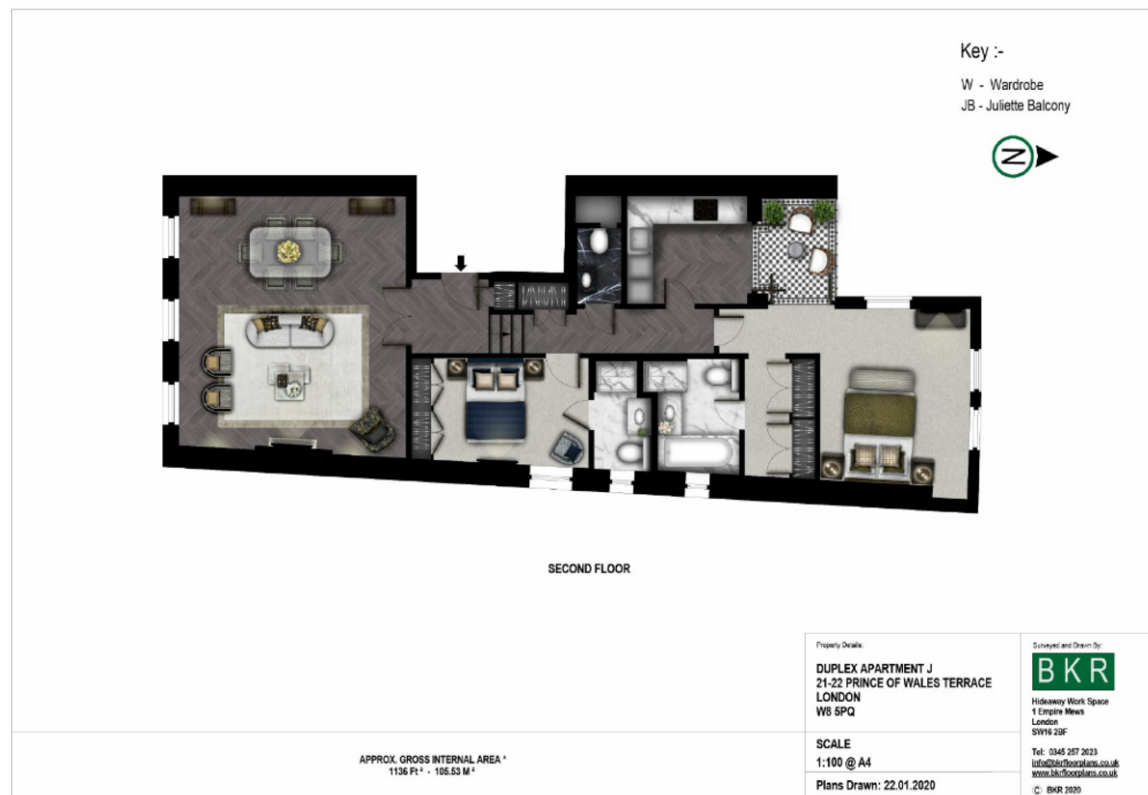 Key :-
W - Wardrobe
JB - Juliette Balcony
N
SECOND FLOOR
Property Details:
DUPLEX APARTMENT J
21-22 PRINCE OF WALES TERRACE
LONDON
W8 5PQ
SCALE
1:100 @ A4
Plans Drawn: 22.01.2020
Surveyed and Drawn By:
BKR
Hideaway Work Space
1 Empire Mews
London
SW16 2BF
Tel: 0345 257 2023
info@bkrfloorplans.co.uk
www.bkrfloorplans.co.uk
© BKR 2020
APPROX. GROSS INTERNAL AREA *
1136 Ft ² - 105.53 M ²